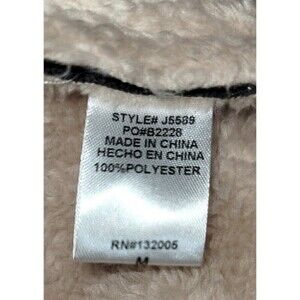 STYLE# J5589
PO#B2228
MADE IN CHINA
HECHO EN CHINA
100%POLYESTER
RN#132005
M